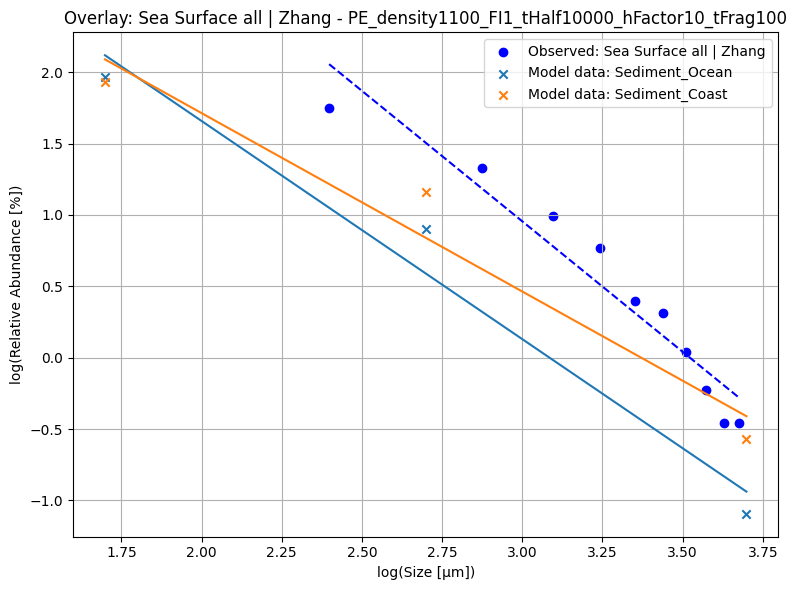 Overlay: Sea Surface all | Zhang - PE_density1100_FI1_tHalf10000_hFactor10_tFrag100
Observed: Sea Surface all | Zhang
Model data: Sediment_Ocean
Model data: Sediment_Coast
log(Relative Abundance [%])
2.0
1.5
1.0
0.5
0.0
−0.5
−1.0
1.75 2.00 2.25 2.50 2.75 3.00 3.25 3.50 3.75
log(Size [μm])